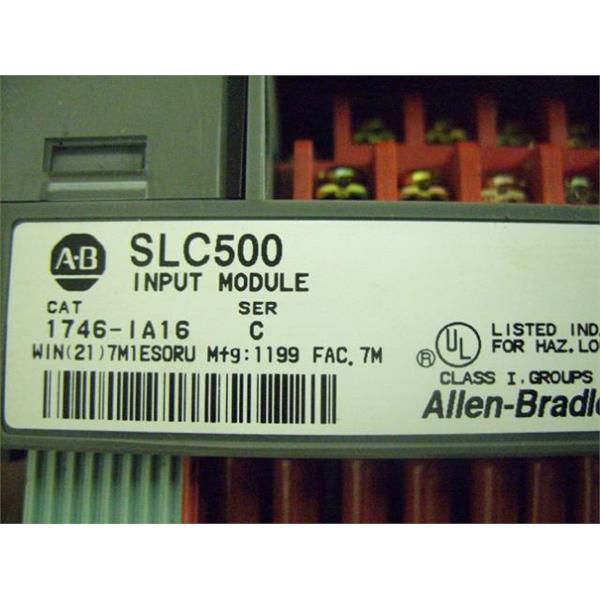 A-B
SLC500
INPUT MODULE
CAT SER
1746-IA16 C
WIN(21)7M1ESORU Mfg:1199 FAC. 7M
UL
®
LISTED IND.
FOR HAZ. LO
CLASS I, GROUPS
Allen-Bradle